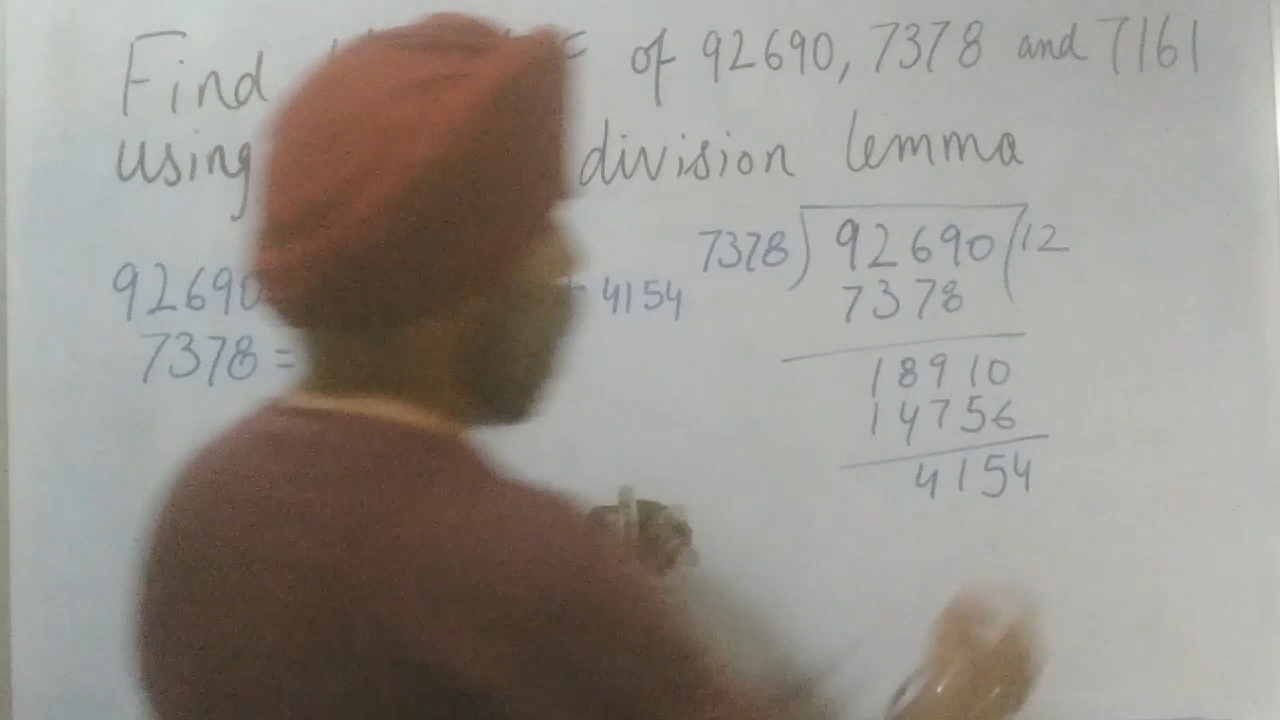 Find of 92690, 7378 and 7161
using division lemma
92690 + 4154
7378 =
7378) 92690 (12
7378
18910
14756
4154